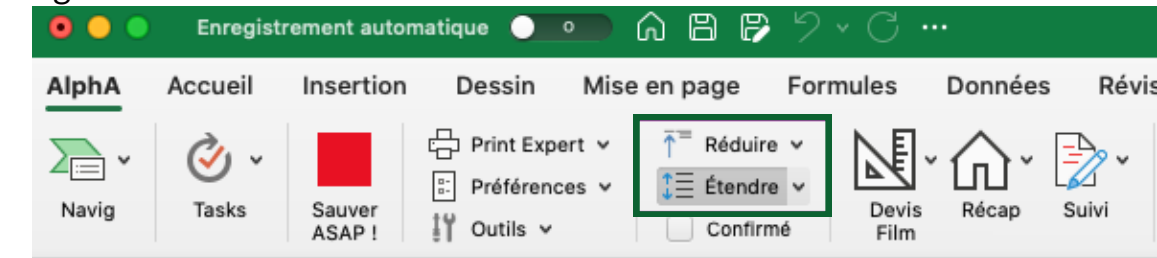 Enregistrement automatique
AlphA Accueil Insertion Dessin Mise en page Formules Données
Print Expert Réduire
Préférences Étendre
Navig Tasks Sauver ASAP ! Outils Confirmé Devis Film Récap Suivi